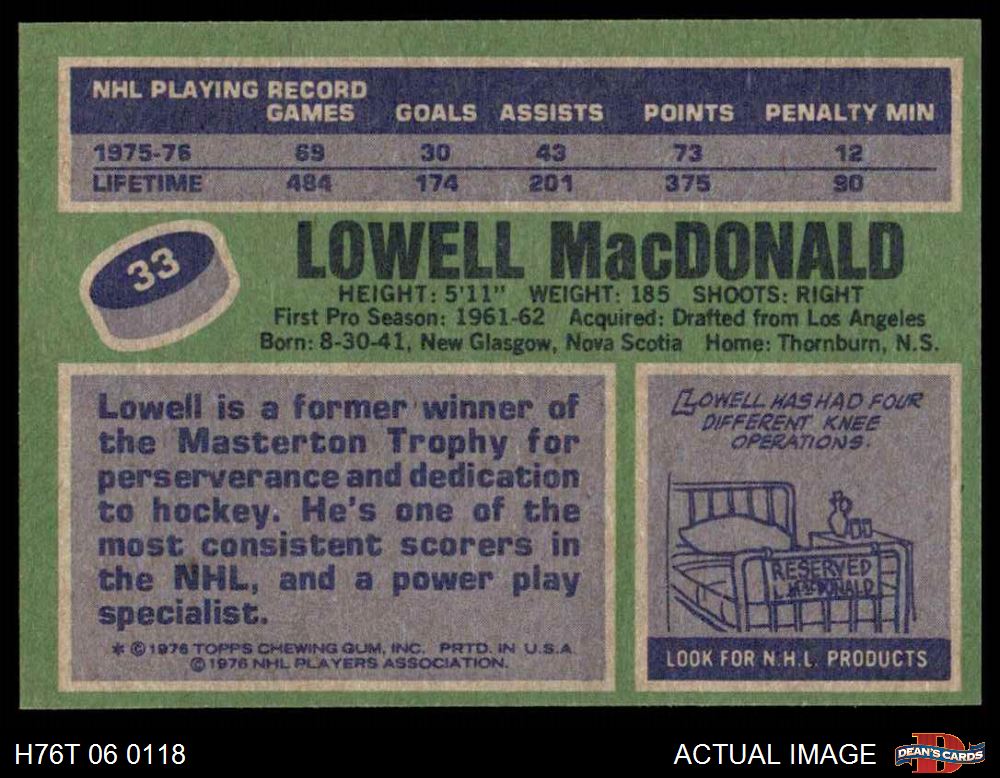 NHL PLAYING RECORD
GAMES GOALS ASSISTS POINTS PENALTY MIN
1975-76 69 30 43 73 12
LIFETIME 484 174 201 375 90
33
LOWELL MacDONALD
HEIGHT: 5'11" WEIGHT: 185 SHOOTS: RIGHT
First Pro Season: 1961-62 Acquired: Drafted from Los Angeles
Born: 8-30-41, New Glasgow, Nova Scotia Home: Thornburn, N.S.
Lowell is a former winner of
the Masterton Trophy for
perserverance and dedication
to hockey. He's one of the
most consistent scorers in
the NHL, and a power play
specialist.
* © 1976 TOPPS CHEWING GUM, INC. PRTD. IN U.S.A.
© 1976 NHL PLAYERS ASSOCIATION.
LOWELL HAS HAD FOUR
DIFFERENT KNEE
OPERATIONS.
RESERVED
L. MacDONALD
LOOK FOR N.H.L. PRODUCTS
H76T 06 0118
ACTUAL IMAGE
DEAN'S CARDS